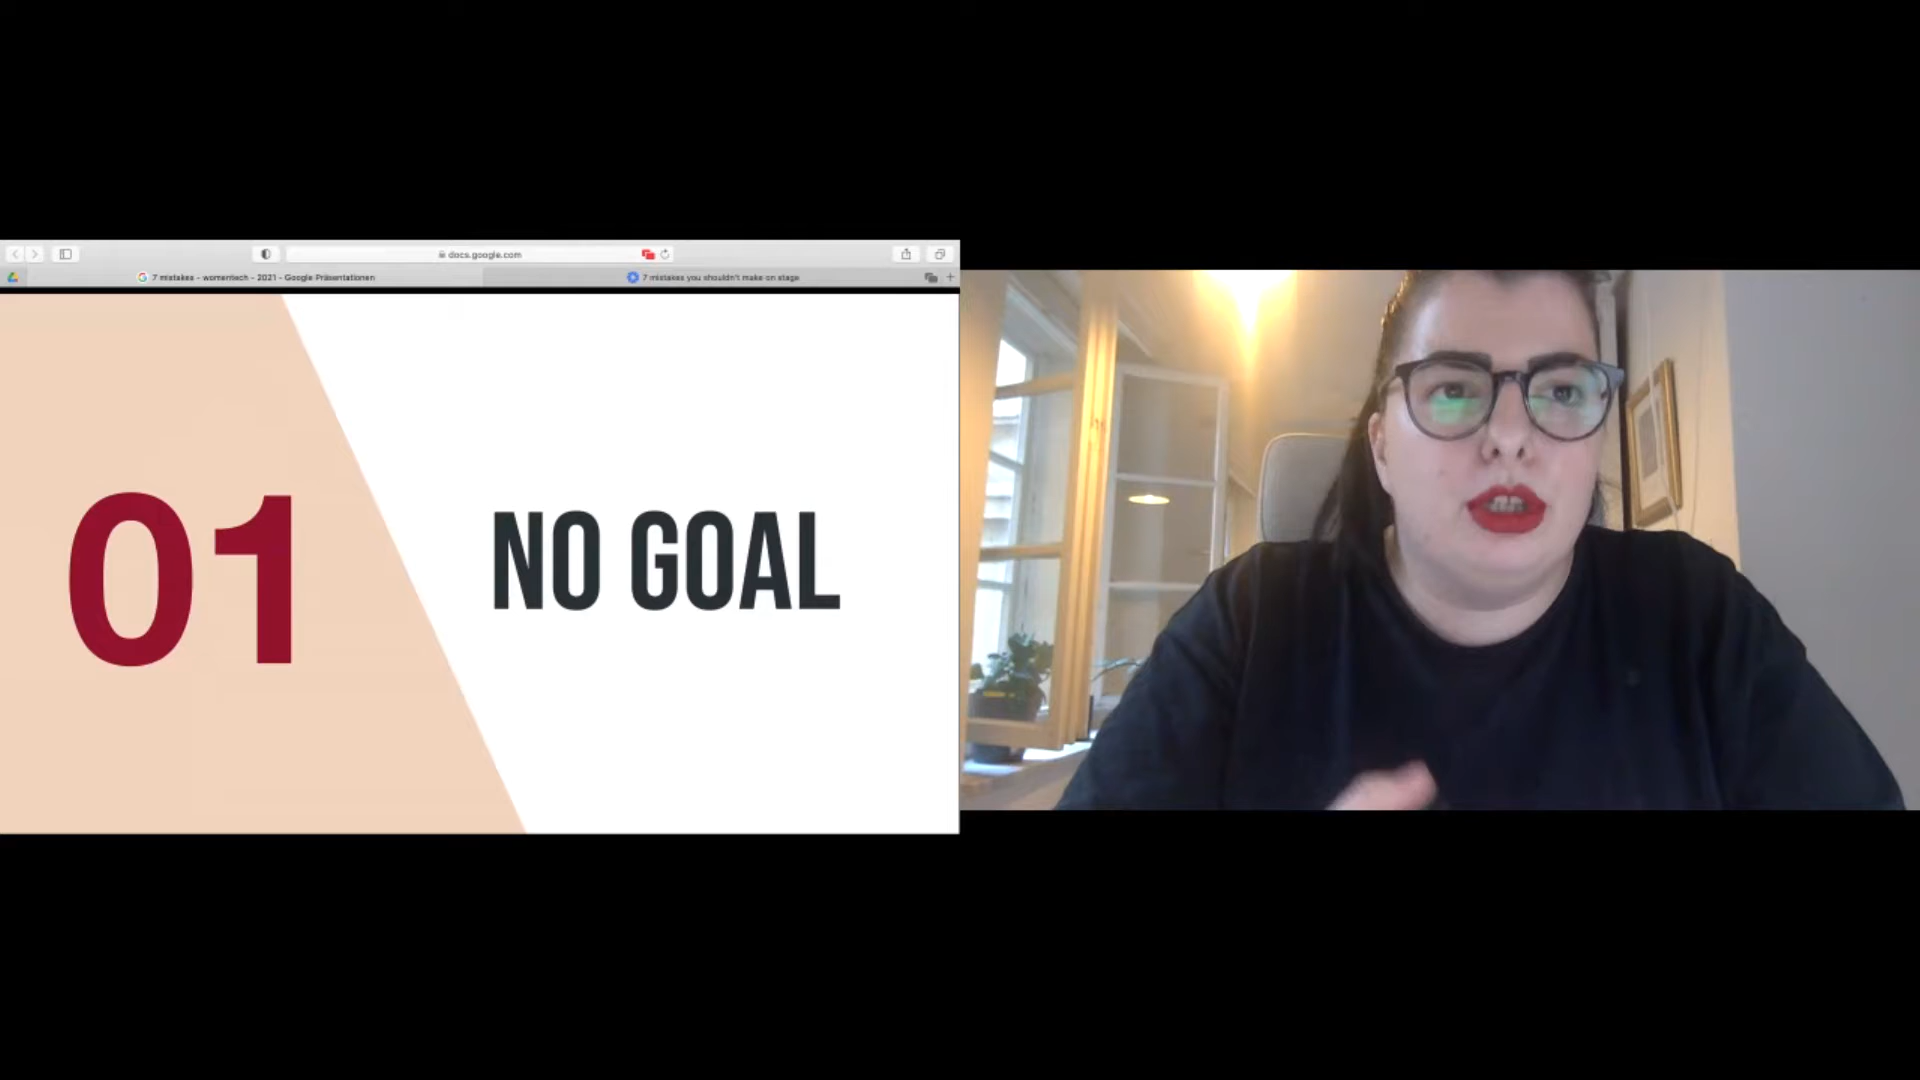 docs.google.com
7 mistakes - womentech - 2021 - Google Präsentationen
7 mistakes you shouldn't make on stage
01
NO GOAL